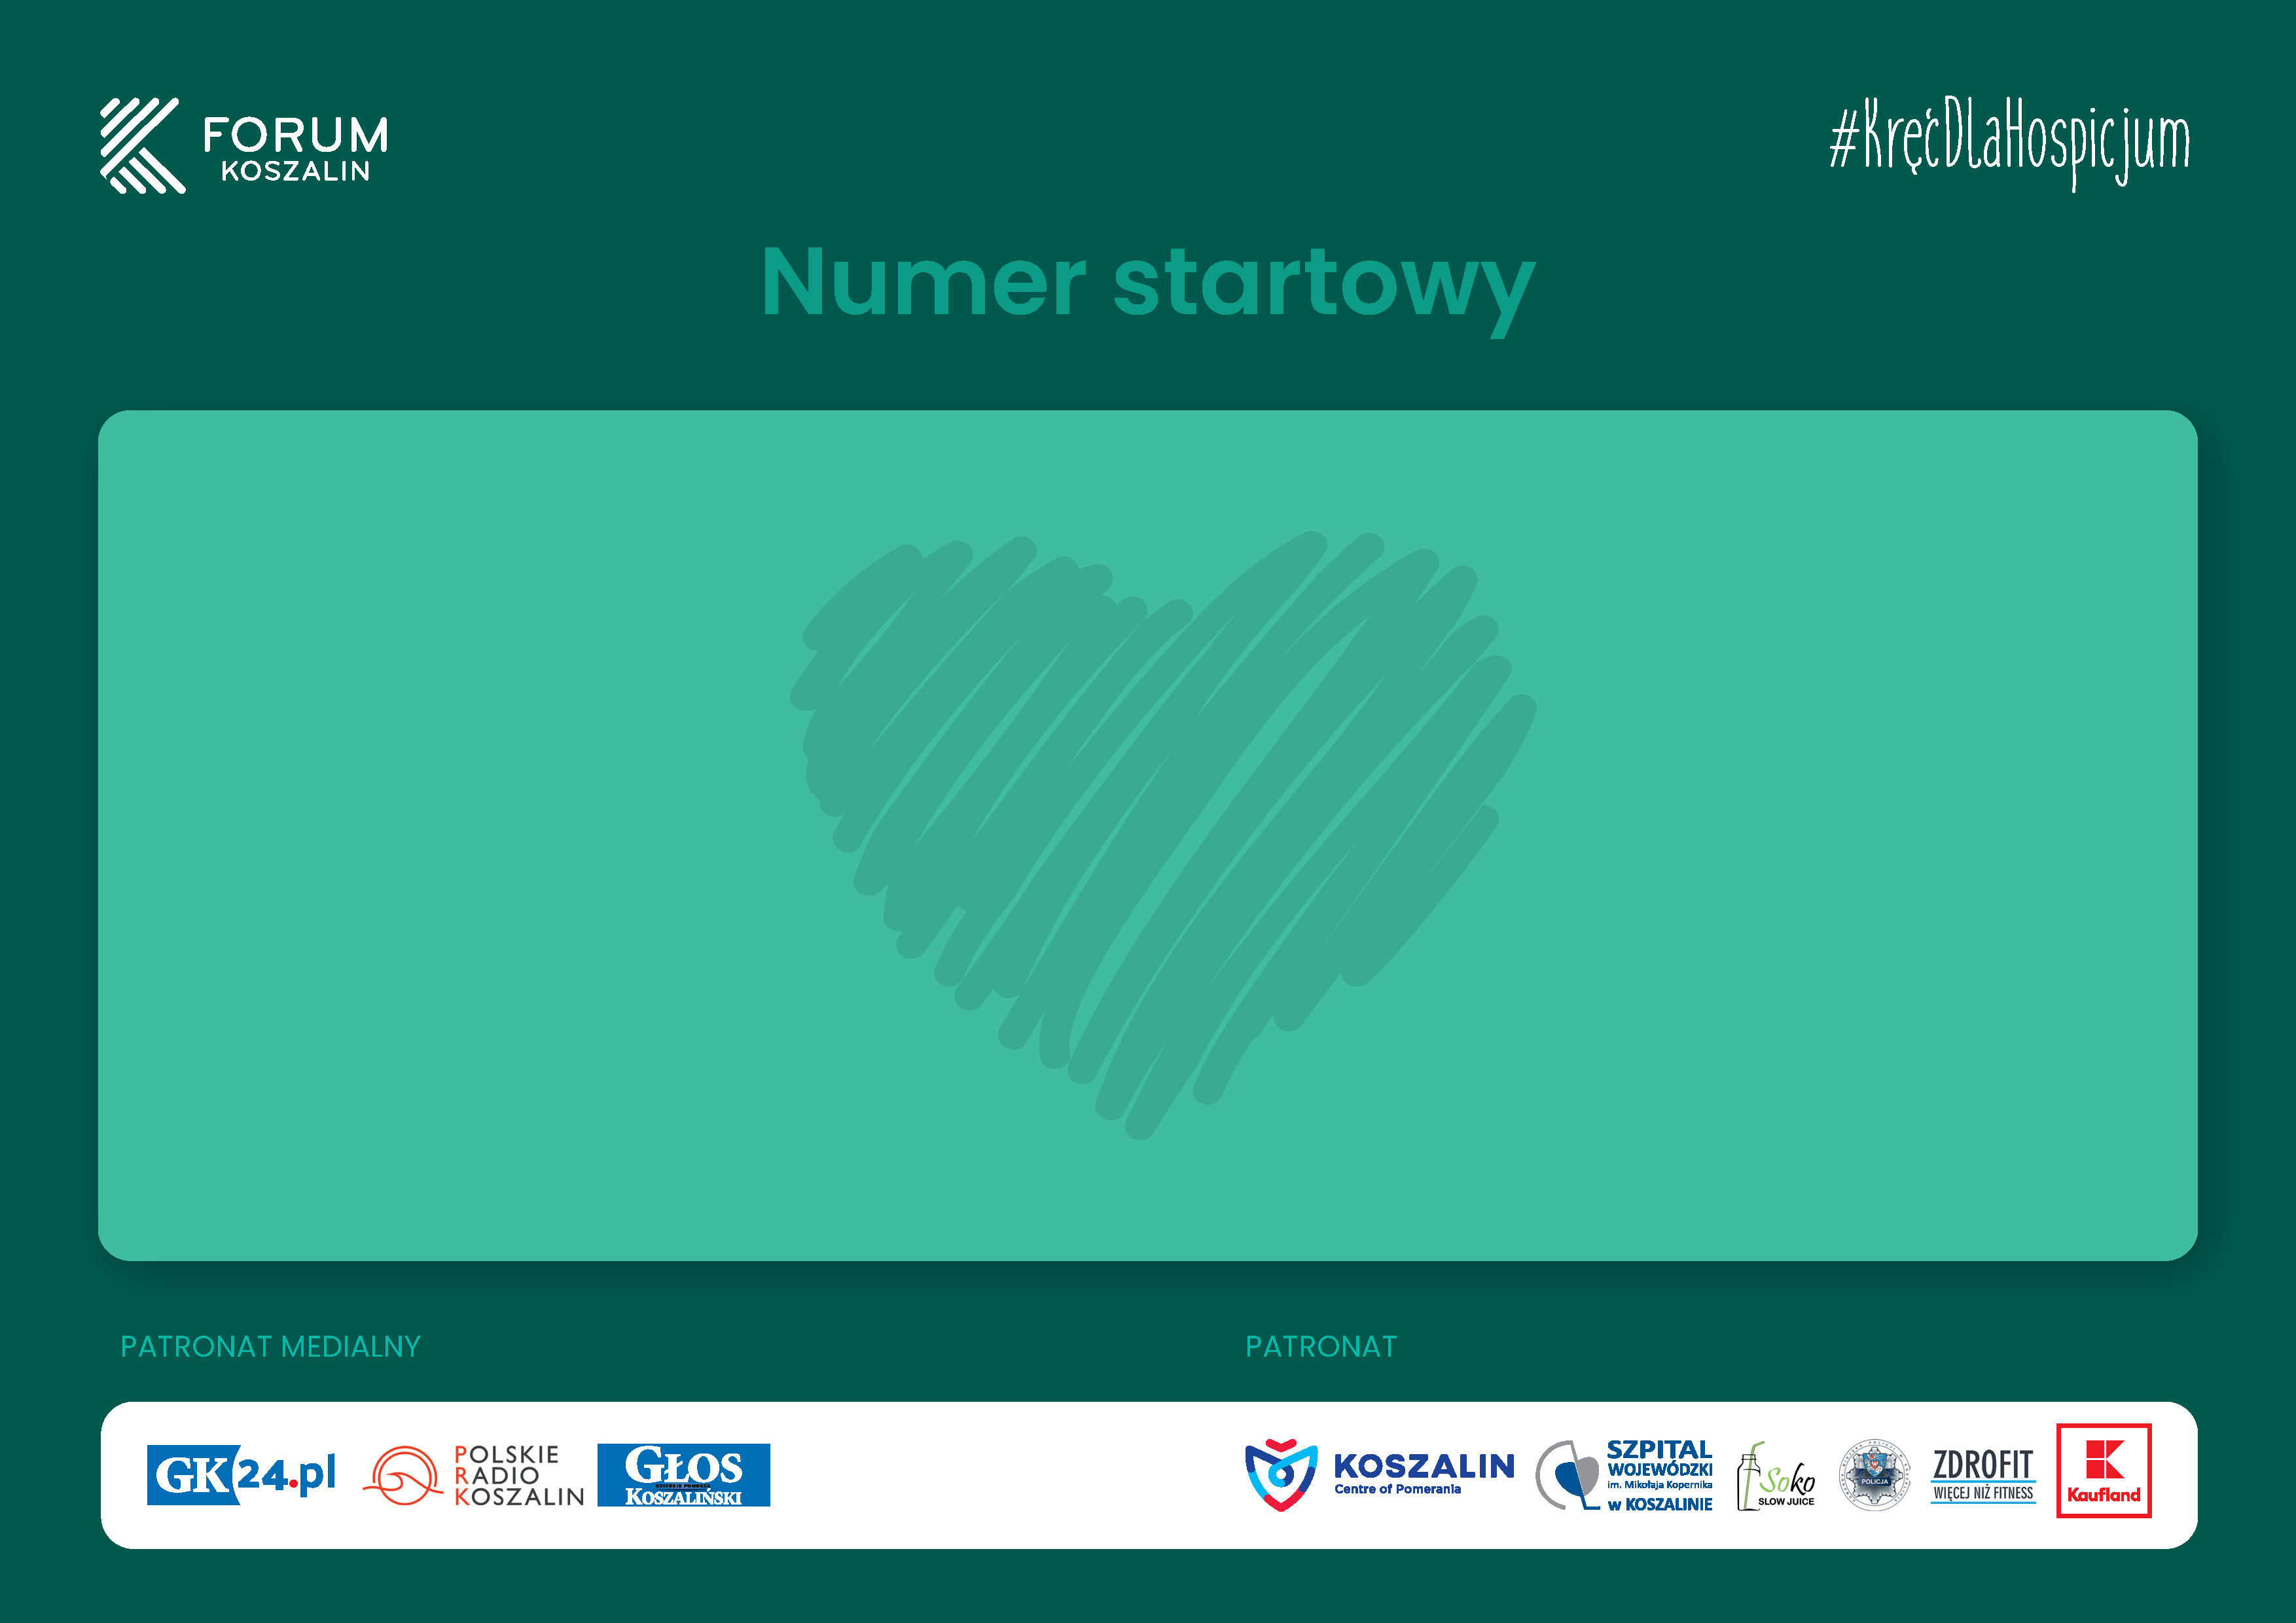 FORUM
KOSZALIN
#KręćDlaHospicjum
Numer startowy
PATRONAT MEDIALNY
PATRONAT
GK24.pl
POLSKIE
RADIO
KOSZALIN
GŁOS
KOSZALIŃSKI
KOSZALIN
Centre of Pomerania
SZPITAL
WOJEWÓDZKI
im. Mikołaja Kopernika
w KOSZALINIE
Soko
SLOW JUICE
POLICJA
ZDROFIT
WIĘCEJ NIŻ FITNESS
Kaufland